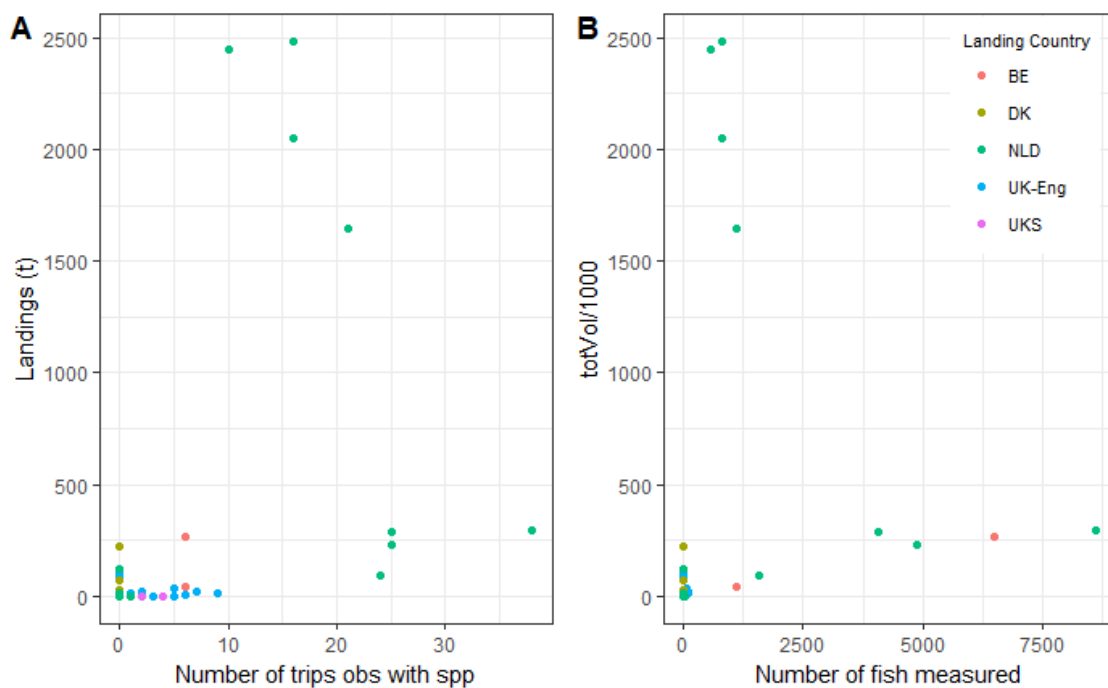 A
Landings (t)
2500
2000
1500
1000
500
0
0 10 20 30
Number of trips obs with spp
B
totVol/1000
2500
2000
1500
1000
500
0
0 2500 5000 7500
Number of fish measured
Landing Country
BE
DK
NLD
UK-Eng
UKS